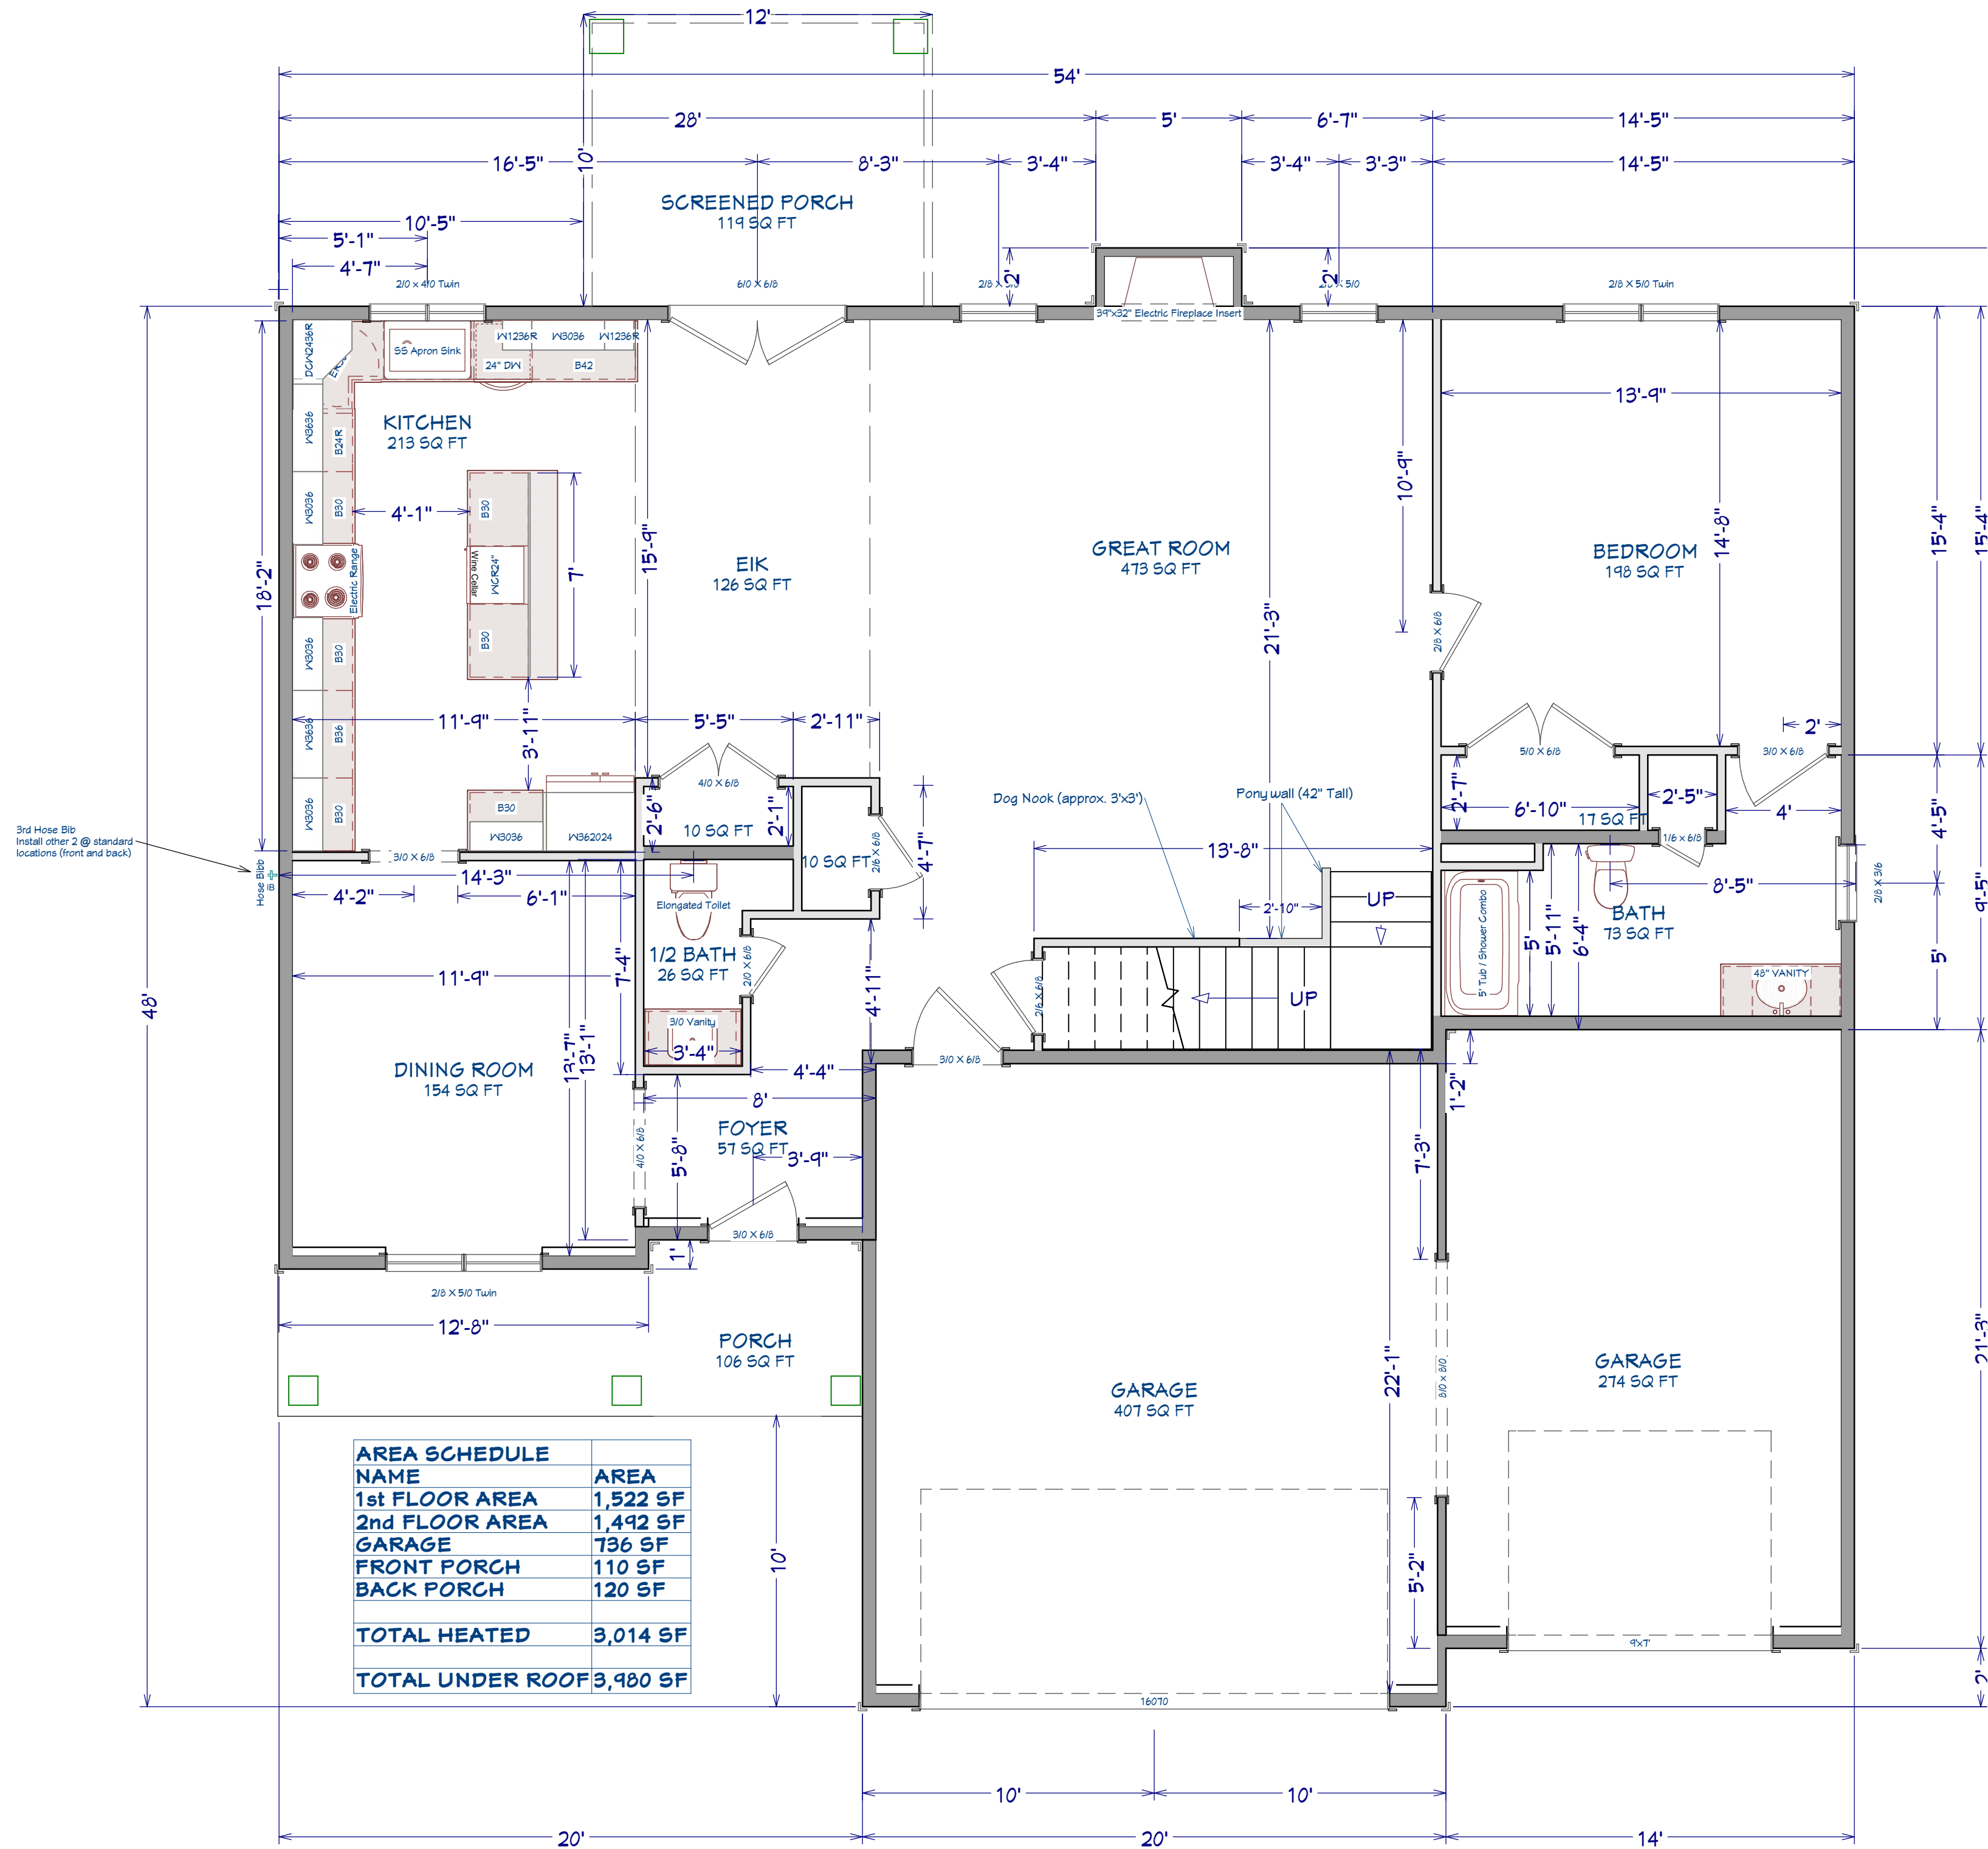 12'
54'
28'
5'
6'-7"
14'-5"
16'-5"
10'
8'-3"
3'-4"
3'-4"
3'-3"
14'-5"
SCREENED PORCH
119 SQ FT
10'-5"
5'-1"
4'-7"
2/0 x 4/0 Twin
6/0 X 6/8
2'
2'
2/8 X 5/0 Twin
39"x32" Electric Fireplace Insert
DCW2436R
SS Apron Sink
W1236R
W3036
W1236R
24" DW
B42
KITCHEN
213 SQ FT
W3636
B24R
13'-9"
10'-9"
W3036
B30
4'-1"
B30
15'-9"
EIK
126 SQ FT
GREAT ROOM
473 SQ FT
BEDROOM
198 SQ FT
14'-8"
15'-4"
15'-4"
18'-2"
Electric Range
Wine Cellar
WCR24"
7'
21'-3"
2/8 X 6/8
W3036
B30
B30
11'-9"
3'-11"
5'-5"
2'-11"
W3636
B36
2'
5/0 X 6/8
3/0 X 6/8
4/0 X 6/8
W3036
B30
B30
W3036
W362024
2'-6"
10 SQ FT
2'-1"
10 SQ FT
2/6 X 6/8
4'-7"
Dog Nook (approx. 3'x3')
Pony wall (42" Tall)
2'-7"
6'-10"
17 SQ FT
2'-5"
4'
4'-5"
1/6 x 6/8
3rd Hose Bib
Install other 2 @ standard
locations (front and back)
Hose Bibb
IB
3/0 X 6/8
14'-3"
4'-2"
6'-1"
Elongated Toilet
13'-8"
2'-10"
UP
8'-5"
2/8 X 3/6
9'-5"
BATH
73 SQ FT
5' Tub / Shower Combo
5'
5'-11"
6'-4"
5'
48" VANITY
11'-9"
7'-4"
1/2 BATH
26 SQ FT
2/0 X 6/8
3/0 Vanity
3'-4"
4'-11"
2/6 X 6/8
UP
48'
13'-7"
13'-1"
DINING ROOM
154 SQ FT
4'-4"
3/0 X 6/8
8'
1'-2"
FOYER
57 SQ FT
4/0 X 6/8
5'-8"
3'-9"
7'-3"
3/0 X 6/8
1'
2/8 X 5/0 Twin
12'-8"
PORCH
106 SQ FT
GARAGE
407 SQ FT
22'-1"
8/0 x 8/0
GARAGE
274 SQ FT
21'-3"
AREA SCHEDULE
NAME AREA
1st FLOOR AREA 1,522 SF
2nd FLOOR AREA 1,492 SF
GARAGE 736 SF
FRONT PORCH 110 SF
BACK PORCH 120 SF
TOTAL HEATED 3,014 SF
TOTAL UNDER ROOF 3,980 SF
10'
5'-2"
9'x7'
2'
16070
10'
10'
20'
20'
14'